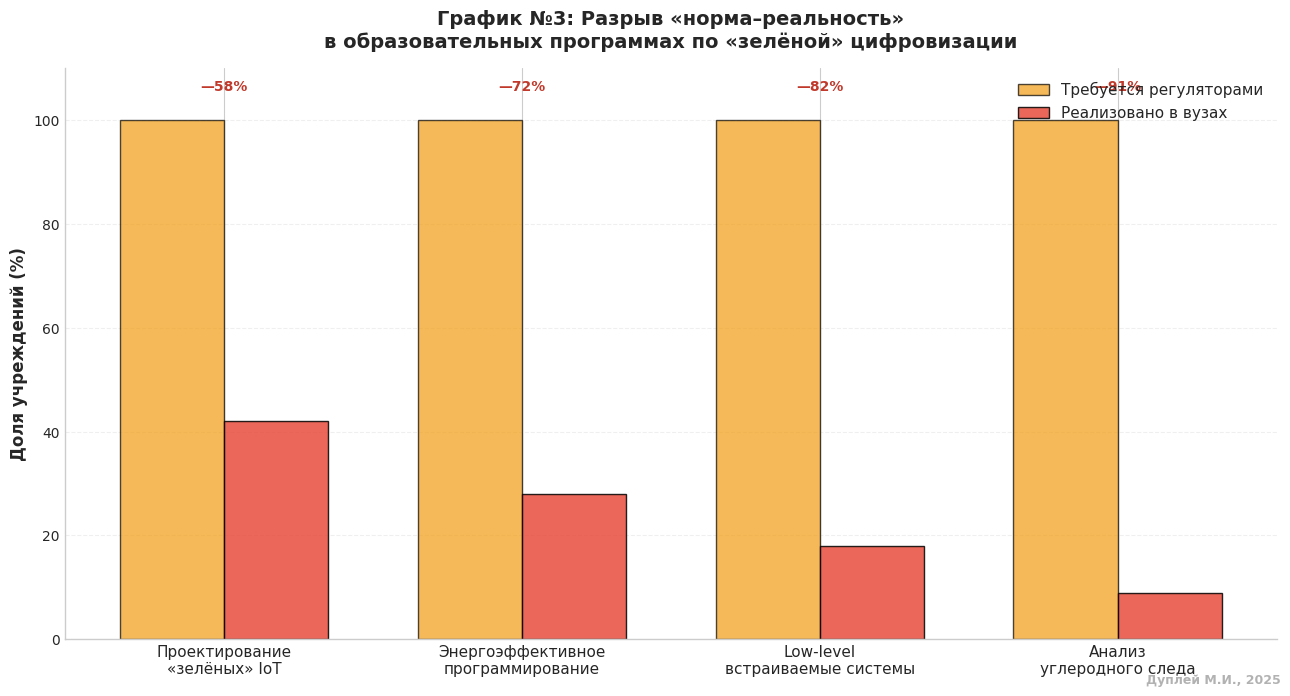 График №3: Разрыв «норма–реальность»
в образовательных программах по «зелёной» цифровизации
—58%
—72%
—82%
—91%
Требуется регуляторами
Реализовано в вузах
Доля учреждений (%)
100
80
60
40
20
0
Проектирование
«зелёных» IoT
Энергоэффективное
программирование
Low-level
встраиваемые системы
Анализ
углеродного следа
Дуплей М.И., 2025